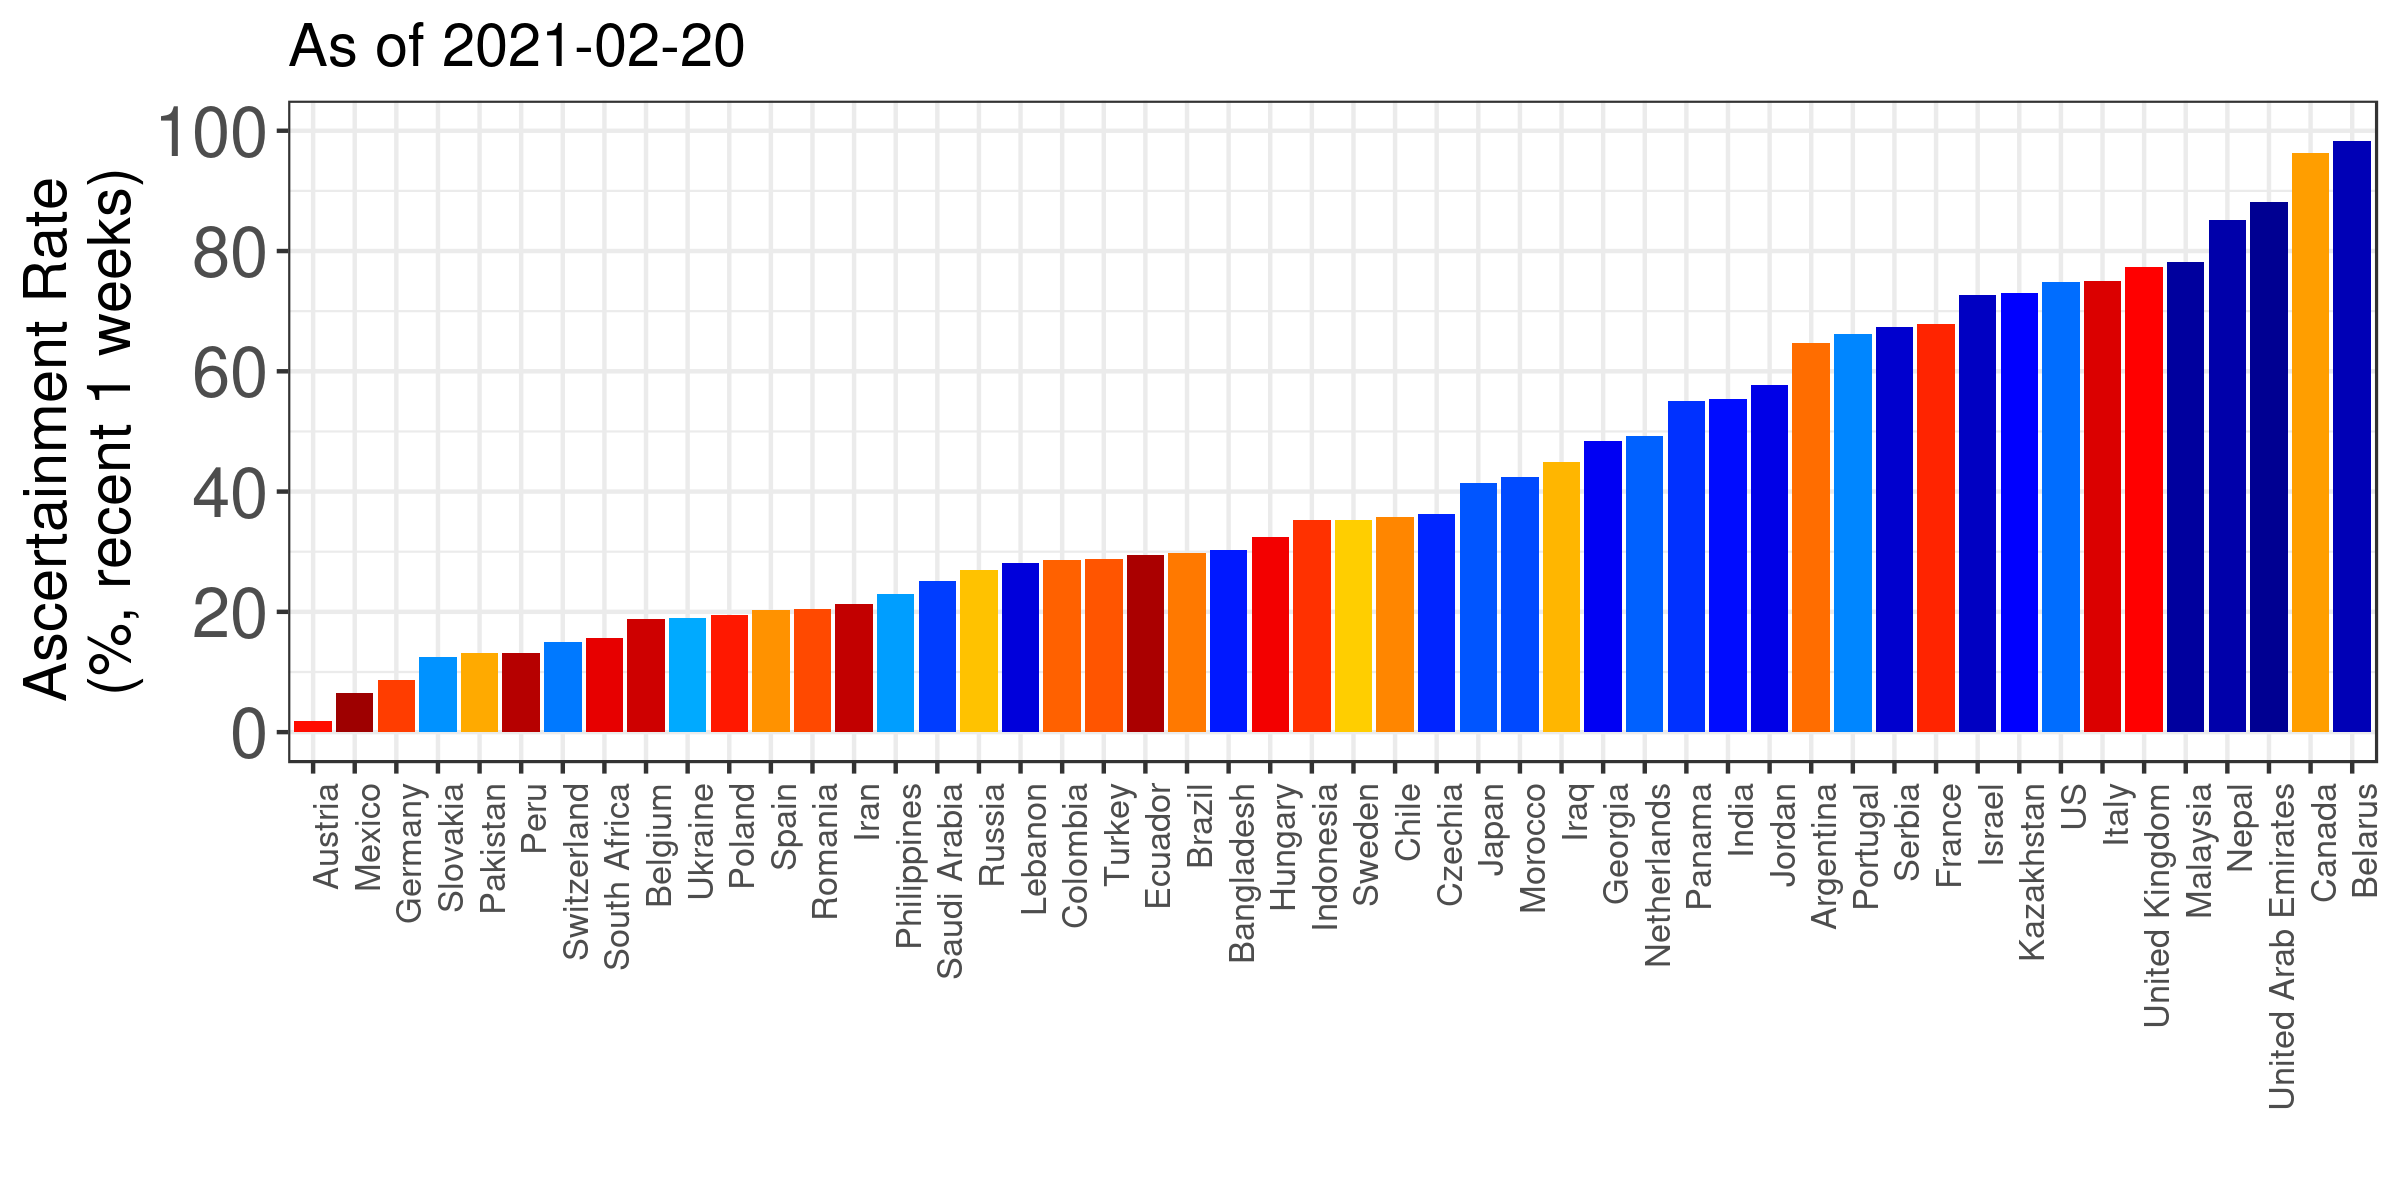 As of 2021-02-20
Ascertainment Rate
(%, recent 1 weeks)
100
80
60
40
20
0
Austria
Mexico
Germany
Slovakia
Pakistan
Peru
Switzerland
South Africa
Belgium
Ukraine
Poland
Spain
Romania
Iran
Philippines
Saudi Arabia
Russia
Lebanon
Colombia
Turkey
Ecuador
Brazil
Bangladesh
Hungary
Indonesia
Sweden
Chile
Czechia
Japan
Morocco
Iraq
Georgia
Netherlands
Panama
India
Jordan
Argentina
Portugal
Serbia
France
Israel
Kazakhstan
US
Italy
United Kingdom
Malaysia
Nepal
United Arab Emirates
Canada
Belarus